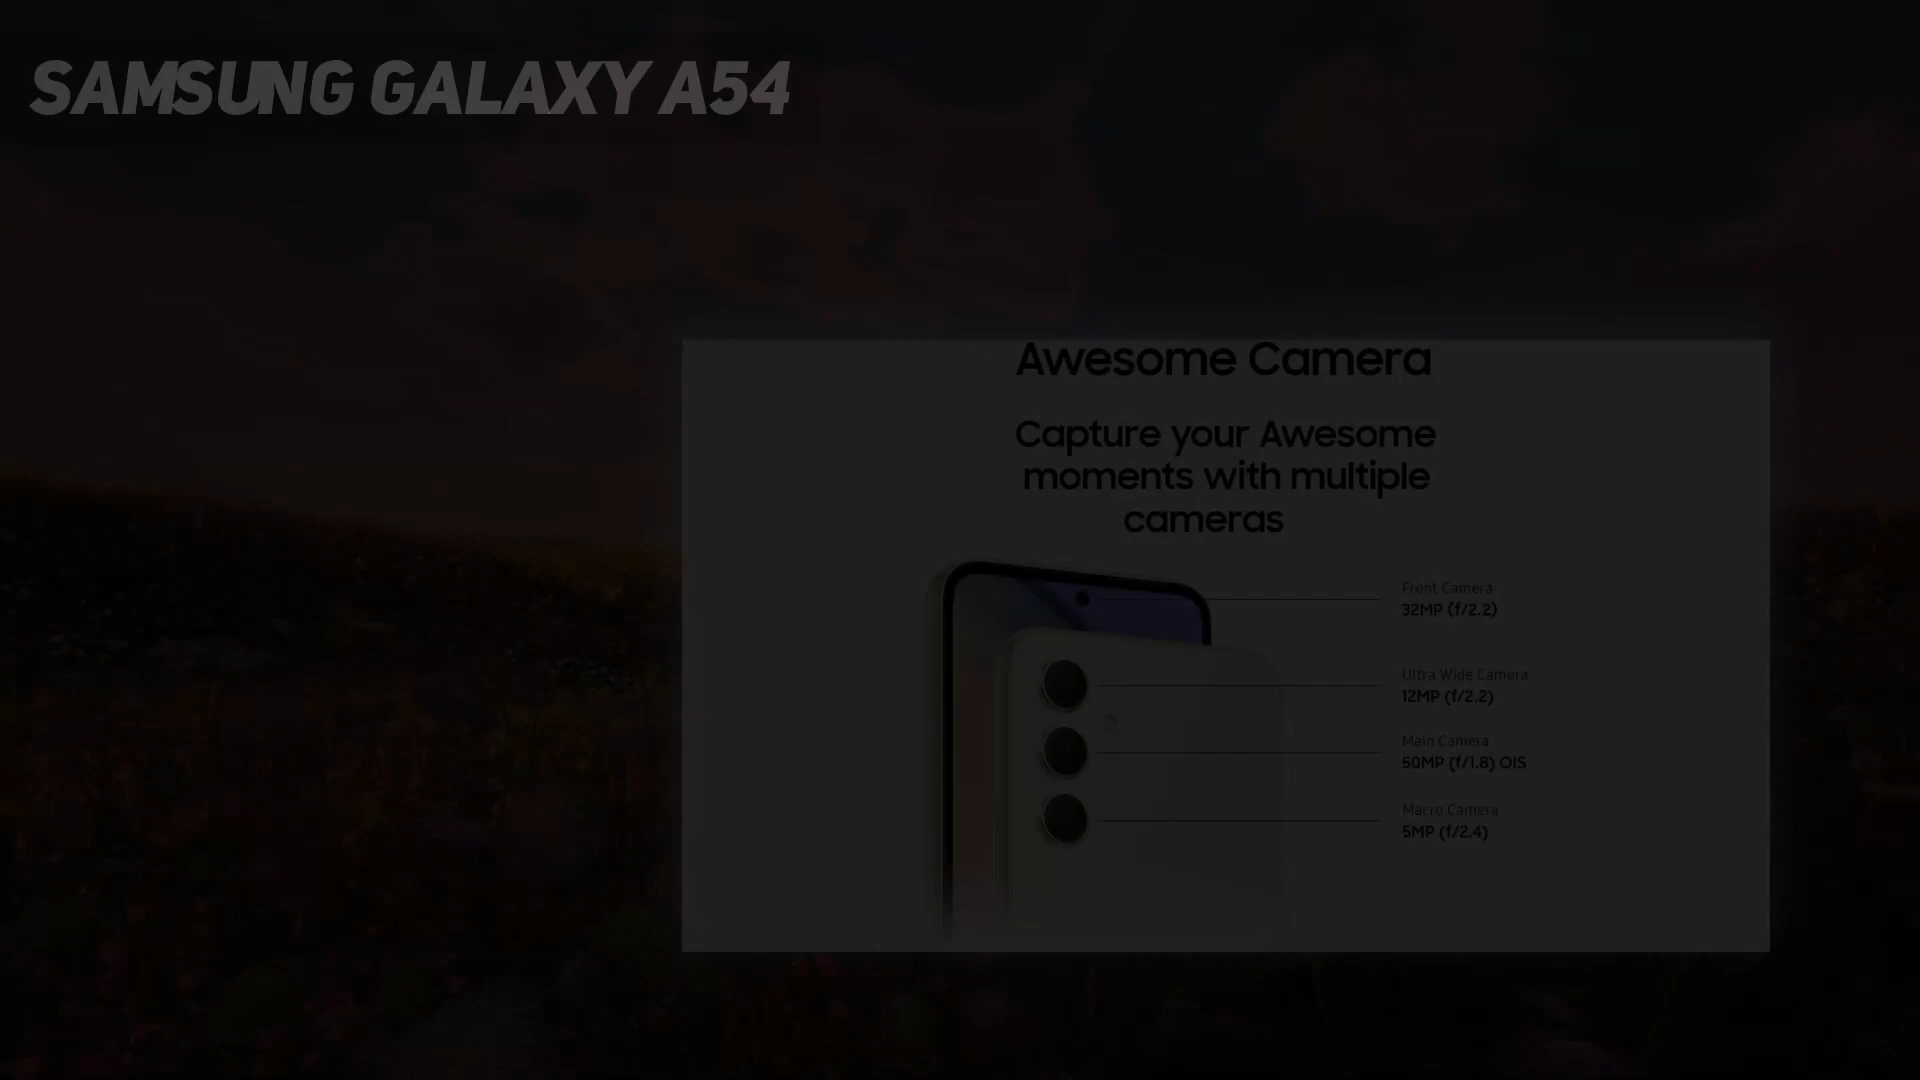 SAMSUNG GALAXY A54
Awesome Camera
Capture your Awesome
moments with multiple
cameras
Front Camera
32MP (f/2.2)
Ultra Wide Camera
12MP (f/2.2)
Main Camera
50MP (f/1.8) OIS
Macro Camera
5MP (f/2.4)